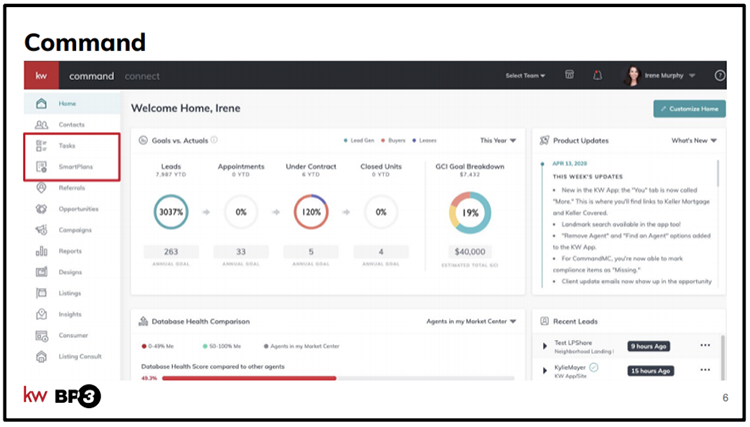 Command
kw command connect Select Team Irene Murphy ?
Home
Contacts
Tasks
SmartPlans
Referrals
Opportunities
Campaigns
Reports
Designs
Listings
Insights
Consumer
Listing Consult
Welcome Home, Irene
Customize Home
Goals vs. Actuals
Lead Gen Buyers Leases
This Year
Leads Appointments Under Contract Closed Units GCI Goal Breakdown
7,987 YTD 0 YTD 6 YTD 0 YTD $7,432
3037% 0% 120% 0% 19%
263 33 5 4 $40,000
ANNUAL GOAL ANNUAL GOAL ANNUAL GOAL ANNUAL GOAL ESTIMATED TOTAL GCI
Product Updates What's New
APR 13, 2020
THIS WEEK'S UPDATES
• New in the KW App: the "You" tab is now called
"More." This is where you'll find links to Keller Mortgage
and Keller Covered.
• Landmark search available in the app too!
• "Remove Agent" and "Find an Agent" options added
to the KW App.
• For CommandMC, you're now able to mark
compliance items as "Missing."
• Client update emails now show up in the opportunity
Database Health Comparison Agents in my Market Center
0-49% Me 50-100% Me Agents in my Market Center
Database Health Score compared to other agents
49.3%
Recent Leads
Test LPShare
Neighborhood Landing
9 hours Ago
KylieMayer
KW App/Site
15 hours Ago
kw BP3
6